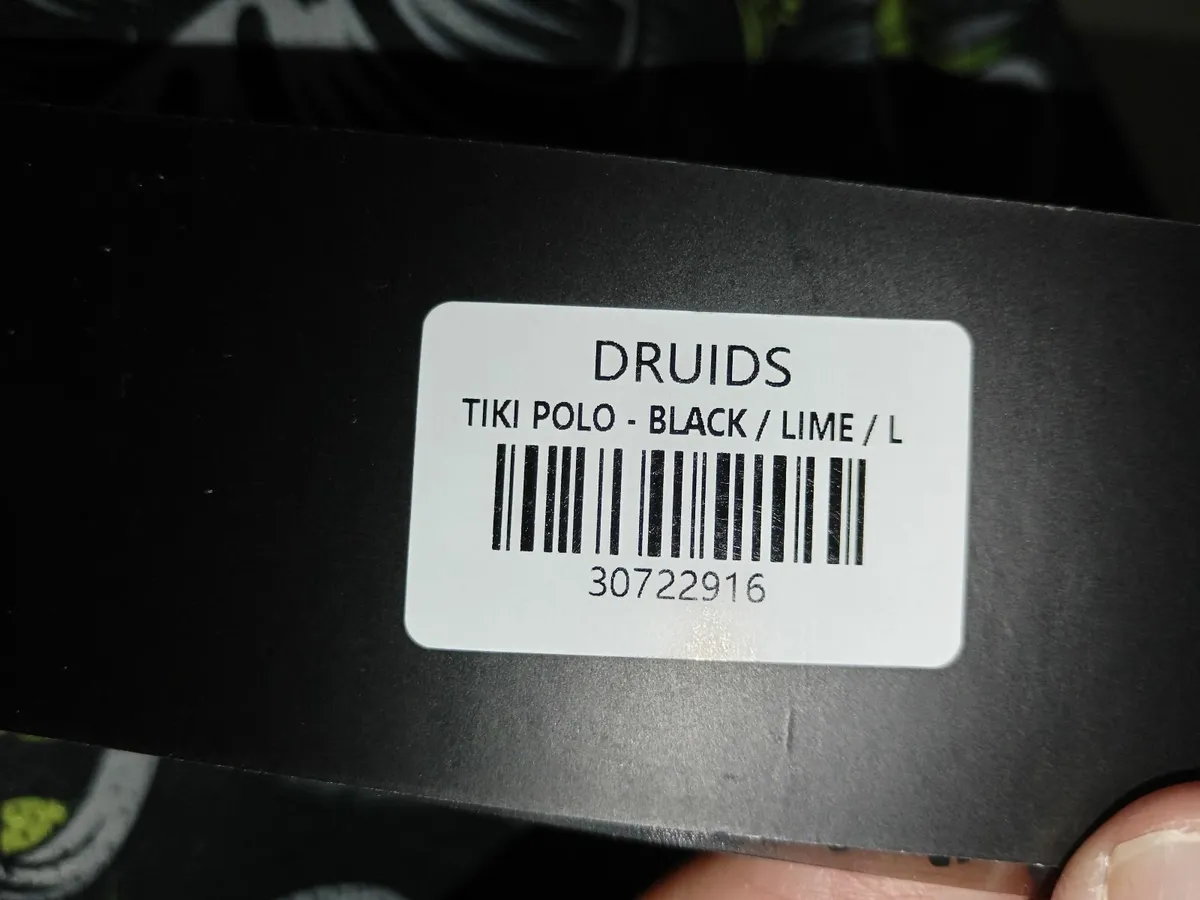 DRUIDS
TIKI POLO - BLACK / LIME / L
30722916